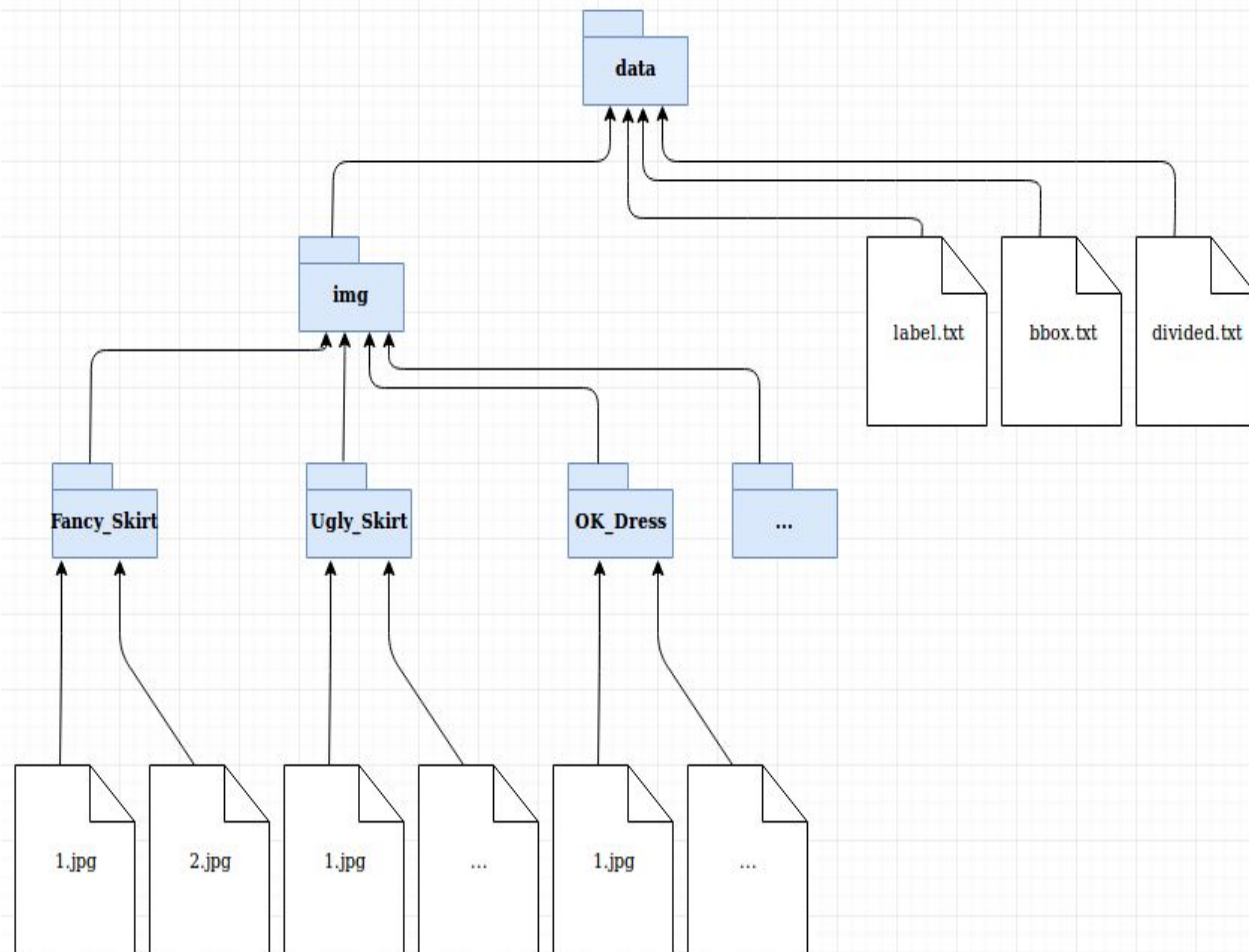 data
img
label.txt
bbox.txt
divided.txt
Fancy_Skirt
Ugly_Skirt
OK_Dress
...
1.jpg
2.jpg
1.jpg
...
1.jpg
...